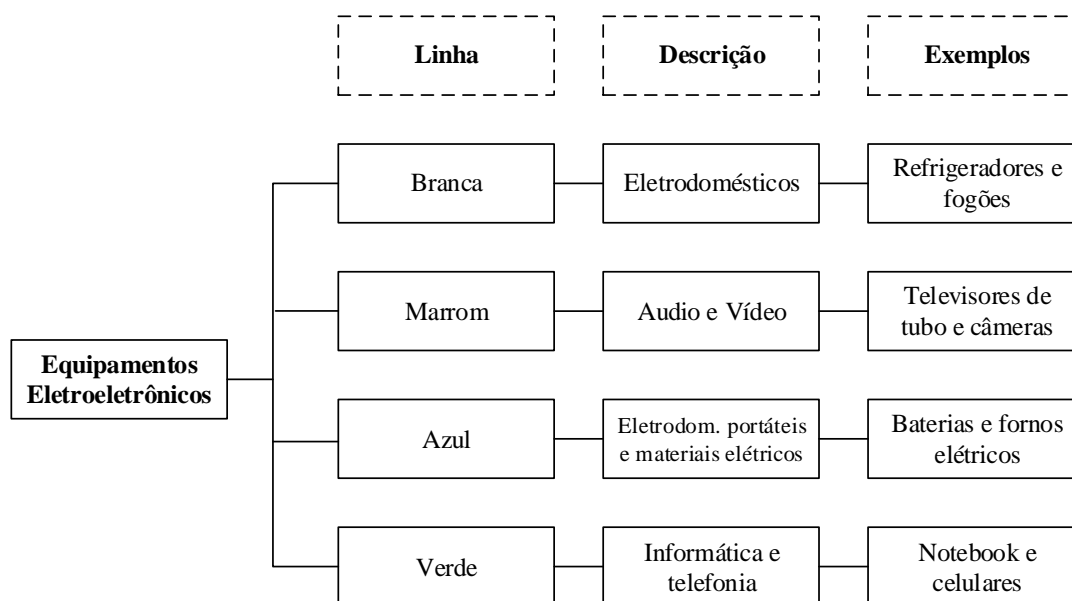 Linha
Descrição
Exemplos
Branca
Eletrodomésticos
Refrigeradores e
fogões
Marrom
Audio e Vídeo
Televisores de
tubo e câmeras
Equipamentos
Eletroeletrônicos
Azul
Eletrodom. portáteis
e materiais elétricos
Baterias e fornos
elétricos
Verde
Informática e
telefonia
Notebook e
celulares